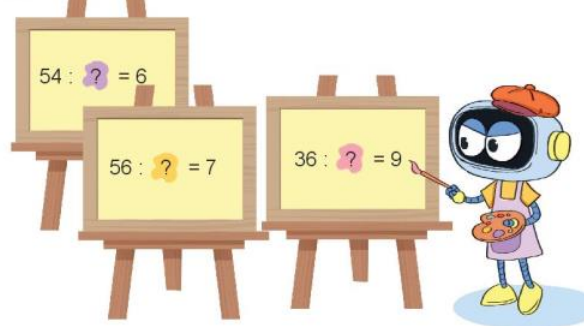 54 : ? = 6
56 : ? = 7
36 : ? = 9